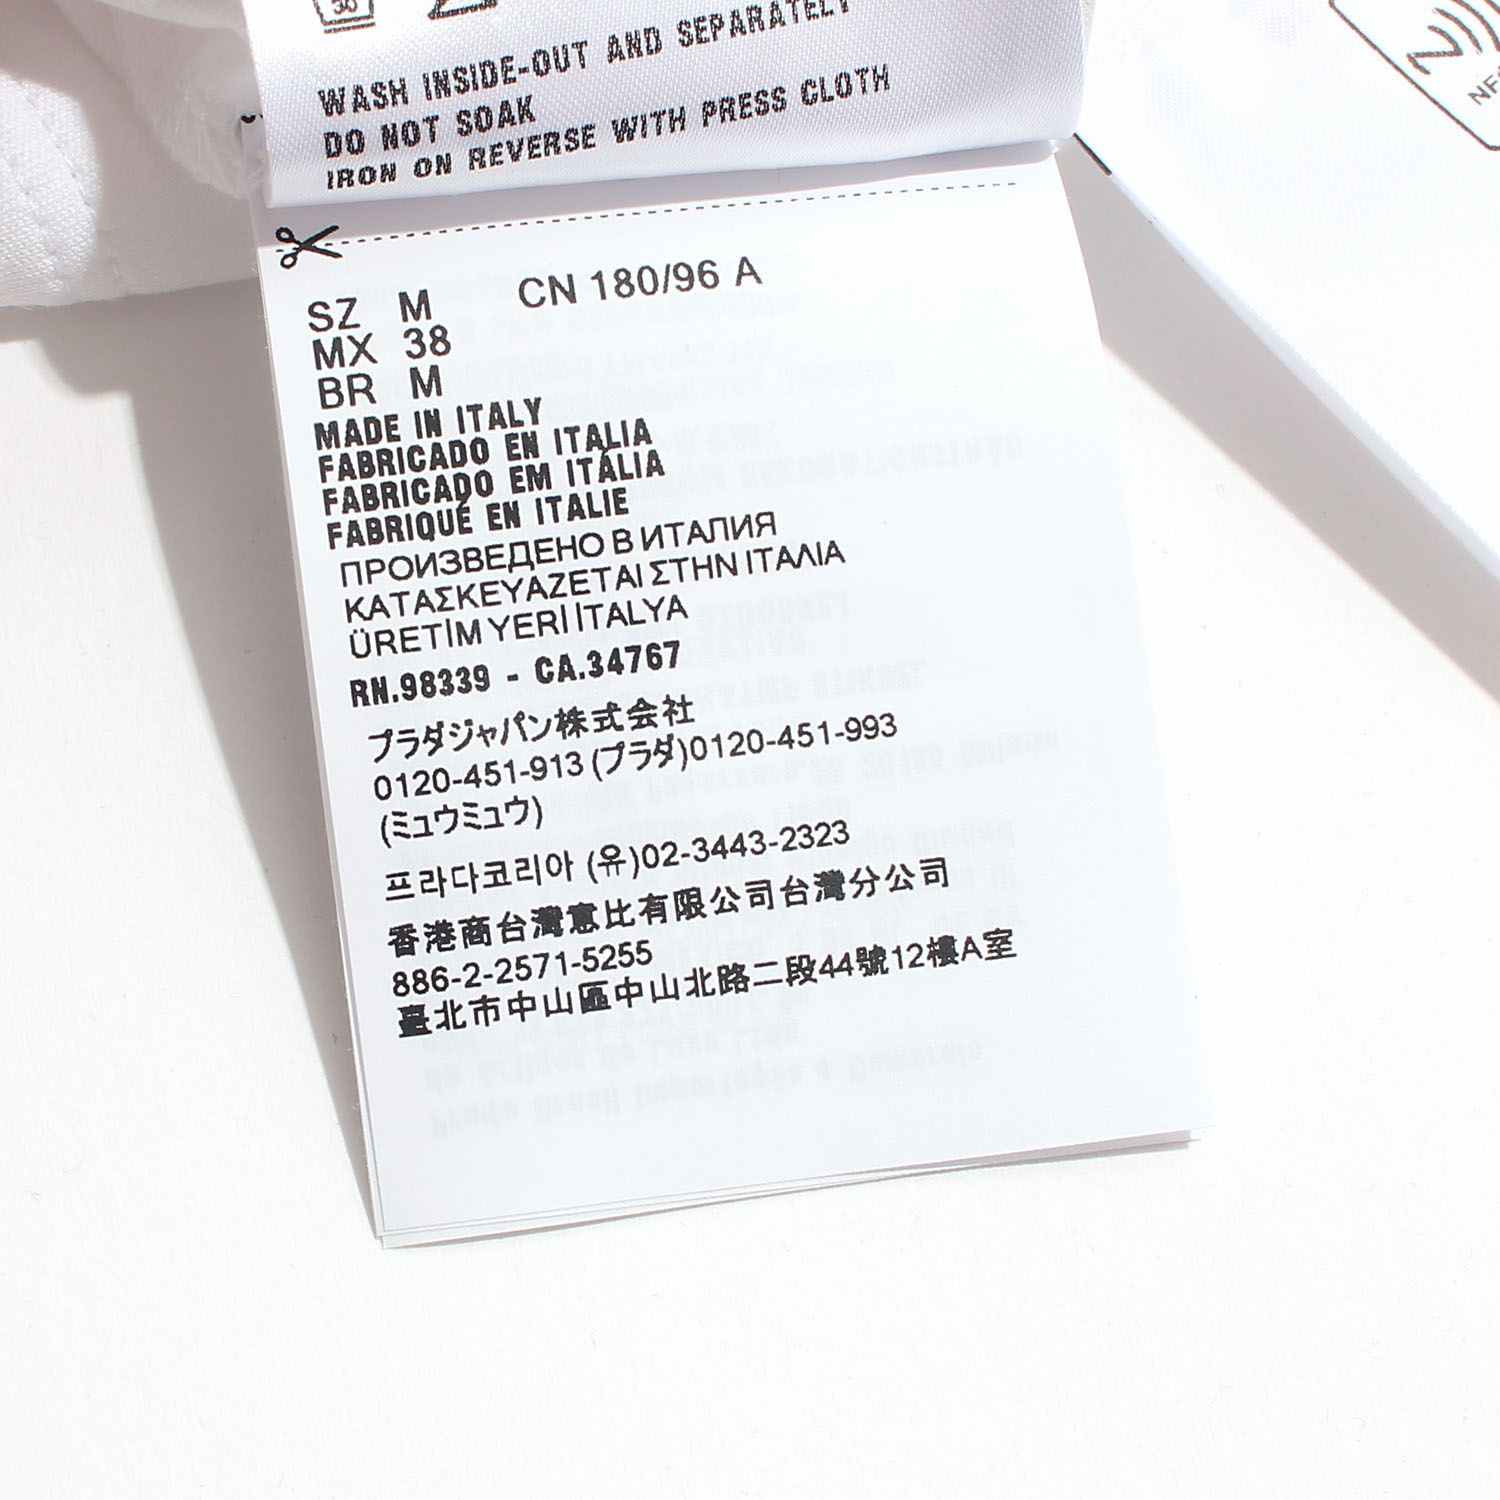 30
WASH INSIDE-OUT AND SEPARATELY
DO NOT SOAK
IRON ON REVERSE WITH PRESS CLOTH
SZ M CN 180/96 A
MX 38
BR M
MADE IN ITALY
FABRICADO EN ITALIA
FABRICADO EM ITÁLIA
FABRIQUÉ EN ITALIE
ПРОИЗВЕДЕНО В ИТАЛИЯ
ΚΑΤΑΣΚΕΥΑΖΕΤΑΙ ΣΤΗΝ ΙΤΑΛΙΑ
ÜRETİM YERİ İTALYA
RN.98339 - CA.34767
プラダジャパン株式会社
0120-451-913 (プラダ)0120-451-993
(ミュウミュウ)
프라다코리아 (유)02-3443-2323
香港商台灣意比有限公司台灣分公司
886-2-2571-5255
臺北市中山區中山北路二段44號12樓A室